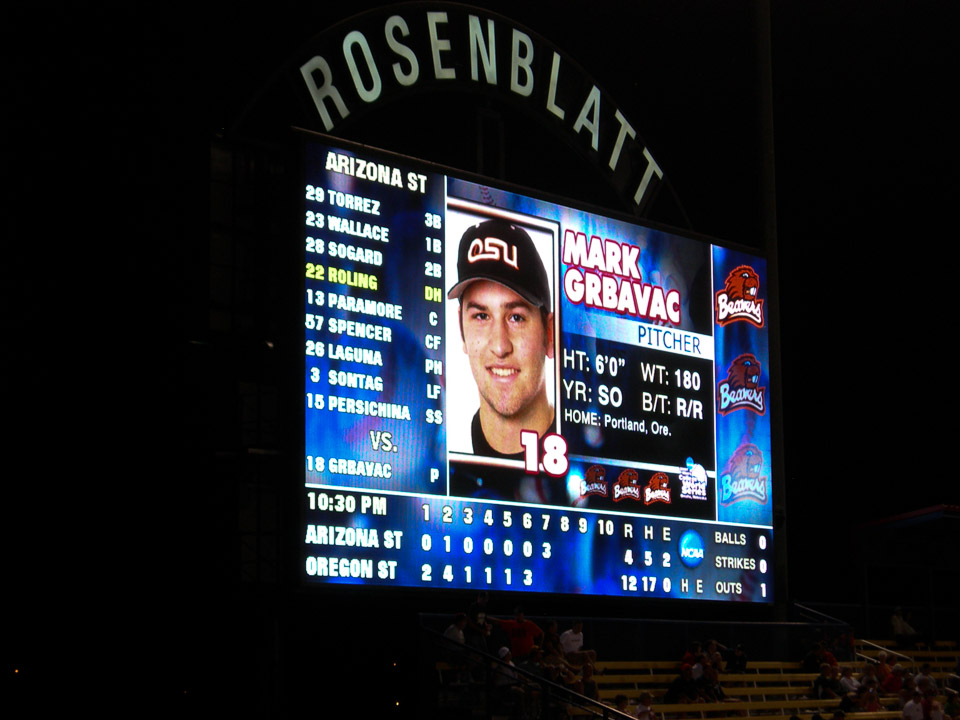 ROSENBLATT
ARIZONA ST
29 TORREZ 3B
23 WALLACE 1B
28 SOGARD 2B
22 ROLING DH
13 PARAMORE C
57 SPENCER CF
26 LAGUNA PH
3 SONTAG LF
15 PERSICHINA SS
VS.
18 GRBAVAC P
OSU
18
MARK
GRBAVAC
PITCHER
HT: 6'0" WT: 180
YR: SO B/T: R/R
HOME: Portland, Ore.
Beavers Beavers Beavers
Beavers
Beavers
Beavers
10:30 PM 1 2 3 4 5 6 7 8 9 10 R H E
ARIZONA ST 0 1 0 0 0 0 3 4 5 2
OREGON ST 2 4 1 1 1 3 12 17 0
NCAA
H E
BALLS 0
STRIKES 0
OUTS 1